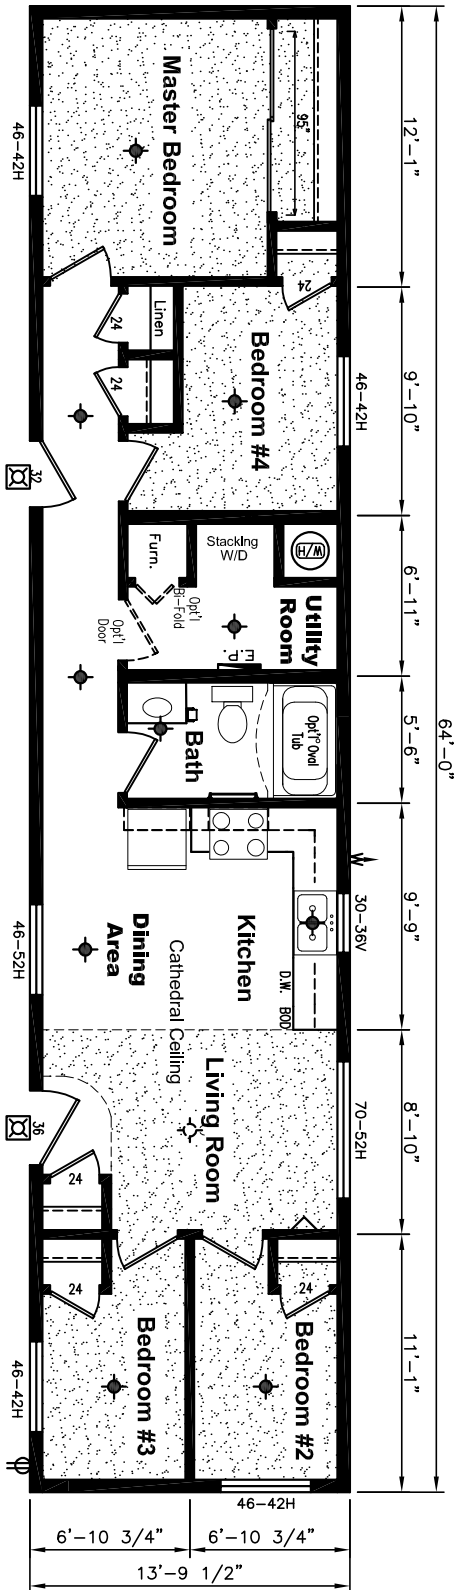 64'-0"
12'-1"
9'-10"
6'-11"
5'-6"
9'-9"
8'-10"
11'-1"
46-42H
W
30-36V
70-52H
95"
24
Master Bedroom
Linen
24
24
Bedroom #4
W/H
Utility
Room
Stacking
W/D
Furn.
Opt'l
Bi-Fold
Opt'l
Door
E.P.
Opt'l Oval
Tub
Bath
Kitchen
D.W. BOD
Dining
Area
Cathedral Ceiling
Living Room
24
24
Bedroom #2
24
Bedroom #3
46-42H
32
46-52H
36
46-42H
46-42H
6'-10 3/4"
6'-10 3/4"
13'-9 1/2"